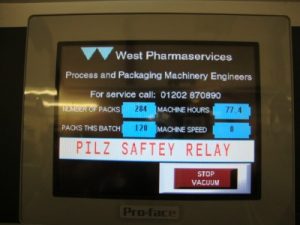 West Pharmaservices
Process and Packaging Machinery Engineers
For service call: 01202 870890
NUMBER OF PACKS 284 MACHINE HOURS 77.4
PACKS THIS BATCH 120 MACHINE SPEED 0
PILZ SAFTEY RELAY
STOP
VACUUM
Pro-face